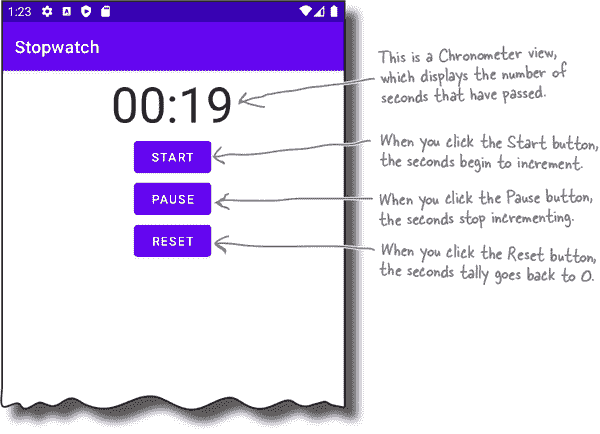 1:23
Stopwatch
00:19
START
PAUSE
RESET
This is a Chronometer view,
which displays the number of
seconds that have passed.
When you click the Start button,
the seconds begin to increment.
When you click the Pause button,
the seconds stop incrementing.
When you click the Reset button,
the seconds tally goes back to 0.